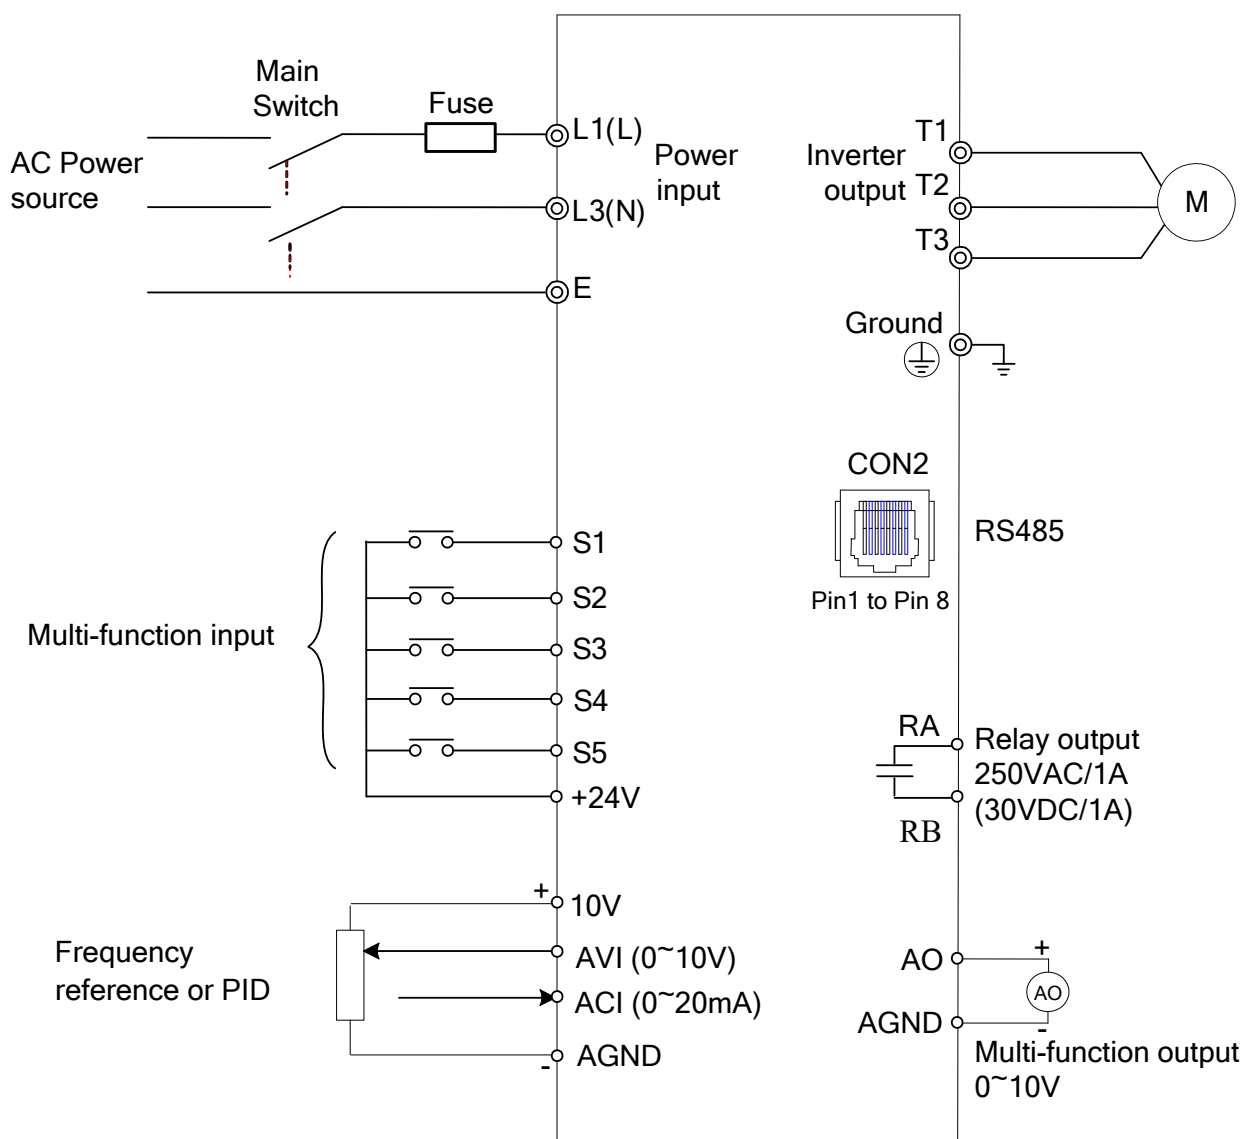 Main
Switch
Fuse
AC Power
source
L1(L)
L3(N)
E
Power
input
Inverter
output
T1
T2
T3
M
Ground
CON2
RS485
Pin1 to Pin 8
Multi-function input
S1
S2
S3
S4
S5
+24V
RA
RB
Relay output
250VAC/1A
(30VDC/1A)
Frequency
reference or PID
+
10V
AVI (0~10V)
ACI (0~20mA)
AGND
-
AO
AGND
+
AO
-
Multi-function output
0~10V